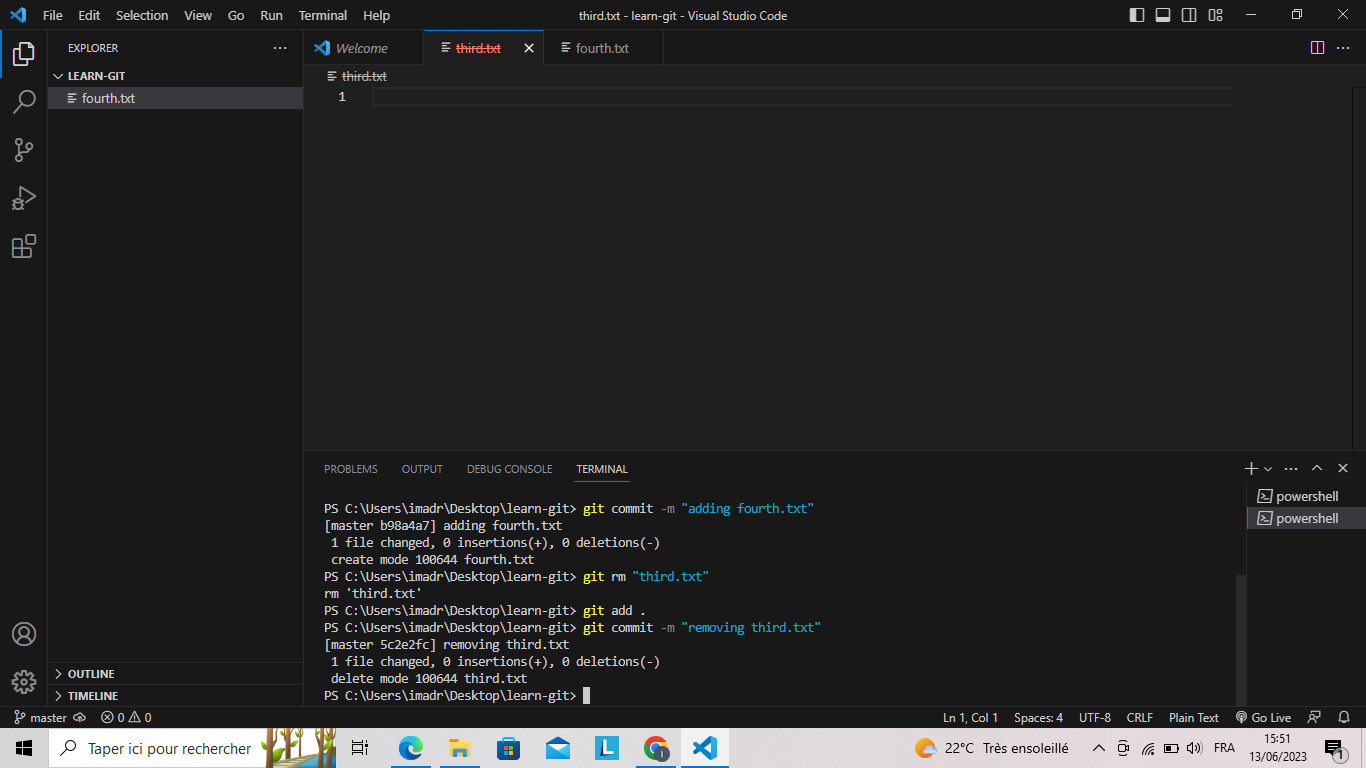 File Edit Selection View Go Run Terminal Help
third.txt - learn-git - Visual Studio Code
EXPLORER
LEARN-GIT
fourth.txt
OUTLINE
TIMELINE
Welcome
third.txt
fourth.txt
third.txt
1
PROBLEMS OUTPUT DEBUG CONSOLE TERMINAL
PS C:\Users\imadr\Desktop\learn-git> git commit -m "adding fourth.txt"
[master b98a4a7] adding fourth.txt
1 file changed, 0 insertions(+), 0 deletions(-)
create mode 100644 fourth.txt
PS C:\Users\imadr\Desktop\learn-git> git rm "third.txt"
rm 'third.txt'
PS C:\Users\imadr\Desktop\learn-git> git add .
PS C:\Users\imadr\Desktop\learn-git> git commit -m "removing third.txt"
[master 5c2e2fc] removing third.txt
1 file changed, 0 insertions(+), 0 deletions(-)
delete mode 100644 third.txt
PS C:\Users\imadr\Desktop\learn-git>
powershell
powershell
master 0 0
Ln 1, Col 1 Spaces: 4 UTF-8 CRLF Plain Text Go Live
Taper ici pour rechercher
L
22°C Très ensoleillé
FRA
15:51
13/06/2023
1